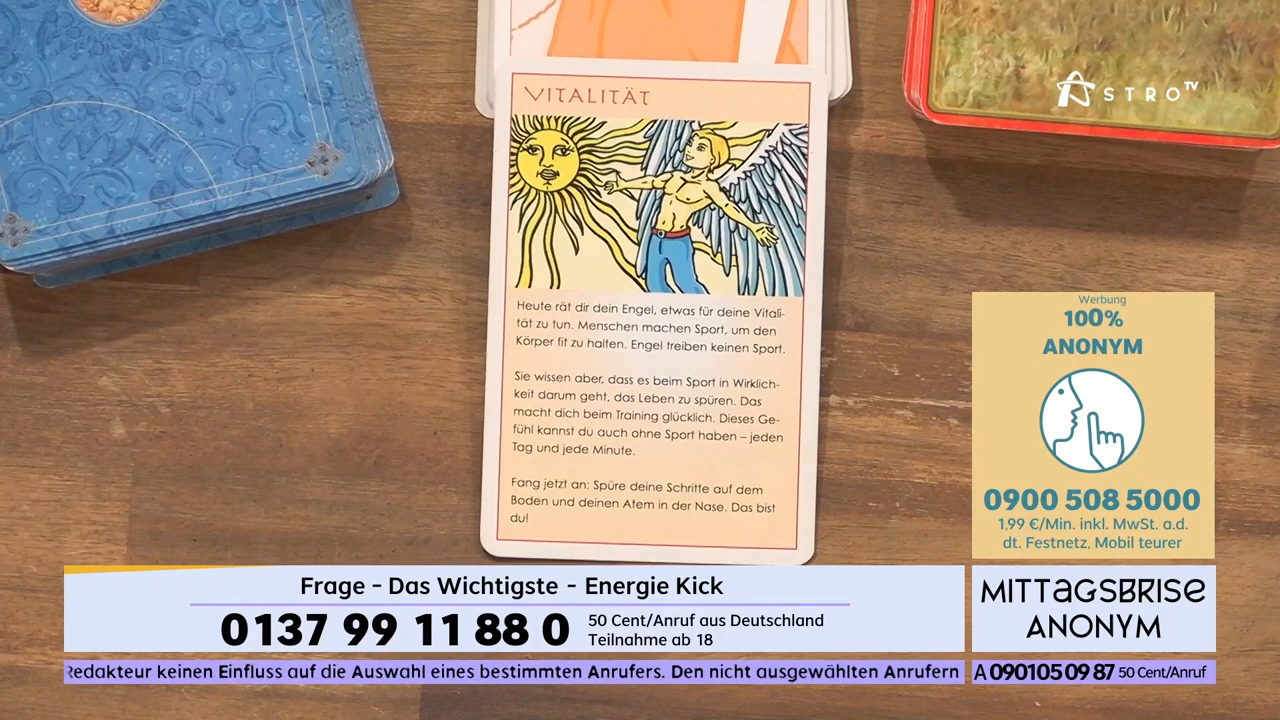 ASTRO TV
VITALITÄT
Heute rät dir dein Engel, etwas für deine Vitali-
tät zu tun. Menschen machen Sport, um den
Körper fit zu halten. Engel treiben keinen Sport.
Sie wissen aber, dass es beim Sport in Wirklich-
keit darum geht, das Leben zu spüren. Das
macht dich beim Training glücklich. Dieses Ge-
fühl kannst du auch ohne Sport haben – jeden
Tag und jede Minute.
Fang jetzt an: Spüre deine Schritte auf dem
Boden und deinen Atem in der Nase. Das bist
du!
Werbung
100%
ANONYM
0900 508 5000
1,99 €/Min. inkl. MwSt. a.d.
dt. Festnetz, Mobil teurer
Frage - Das Wichtigste - Energie Kick
0137 99 11 88 0
50 Cent/Anruf aus Deutschland
Teilnahme ab 18
MITTAGSBRISE
ANONYM
Redakteur keinen Einfluss auf die Auswahl eines bestimmten Anrufers. Den nicht ausgewählten Anrufern
A 09010 5 09 87 50 Cent/Anruf